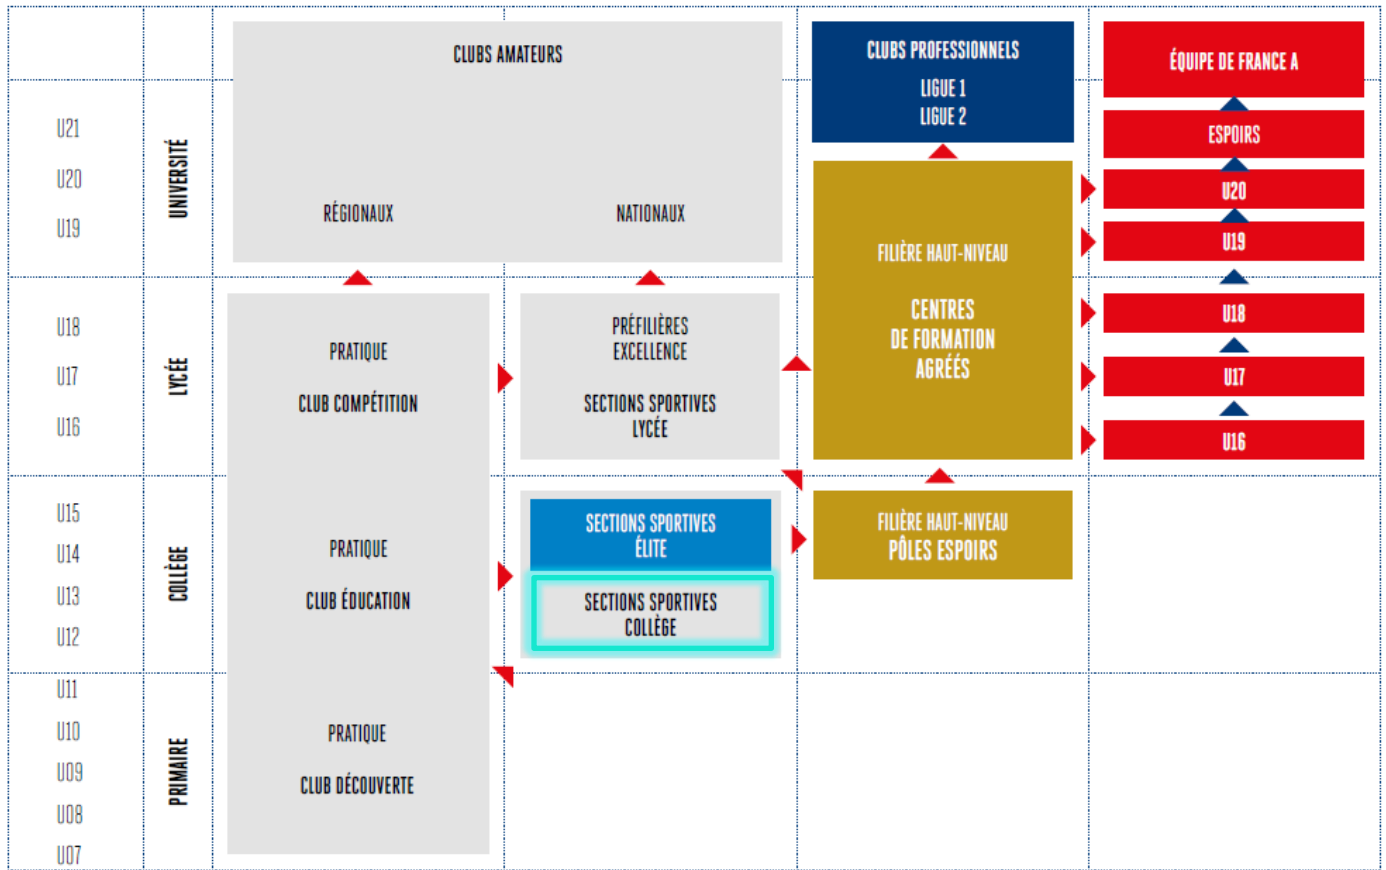 CLUBS AMATEURS
RÉGIONAUX
NATIONAUX
CLUBS PROFESSIONNELS
LIGUE 1
LIGUE 2
ÉQUIPE DE FRANCE A
ESPOIRS
U20
U19
U18
U17
U16
U21
U20
U19
UNIVERSITÉ
FILIÈRE HAUT-NIVEAU
CENTRES
DE FORMATION
AGRÉÉS
U18
U17
U16
LYCÉE
PRATIQUE
CLUB COMPÉTITION
PRÉFILIÈRES
EXCELLENCE
SECTIONS SPORTIVES
LYCÉE
U15
U14
U13
U12
COLLÈGE
PRATIQUE
CLUB ÉDUCATION
SECTIONS SPORTIVES
ÉLITE
SECTIONS SPORTIVES
COLLÈGE
FILIÈRE HAUT-NIVEAU
PÔLES ESPOIRS
U11
U10
U09
U08
U07
PRIMAIRE
PRATIQUE
CLUB DÉCOUVERTE